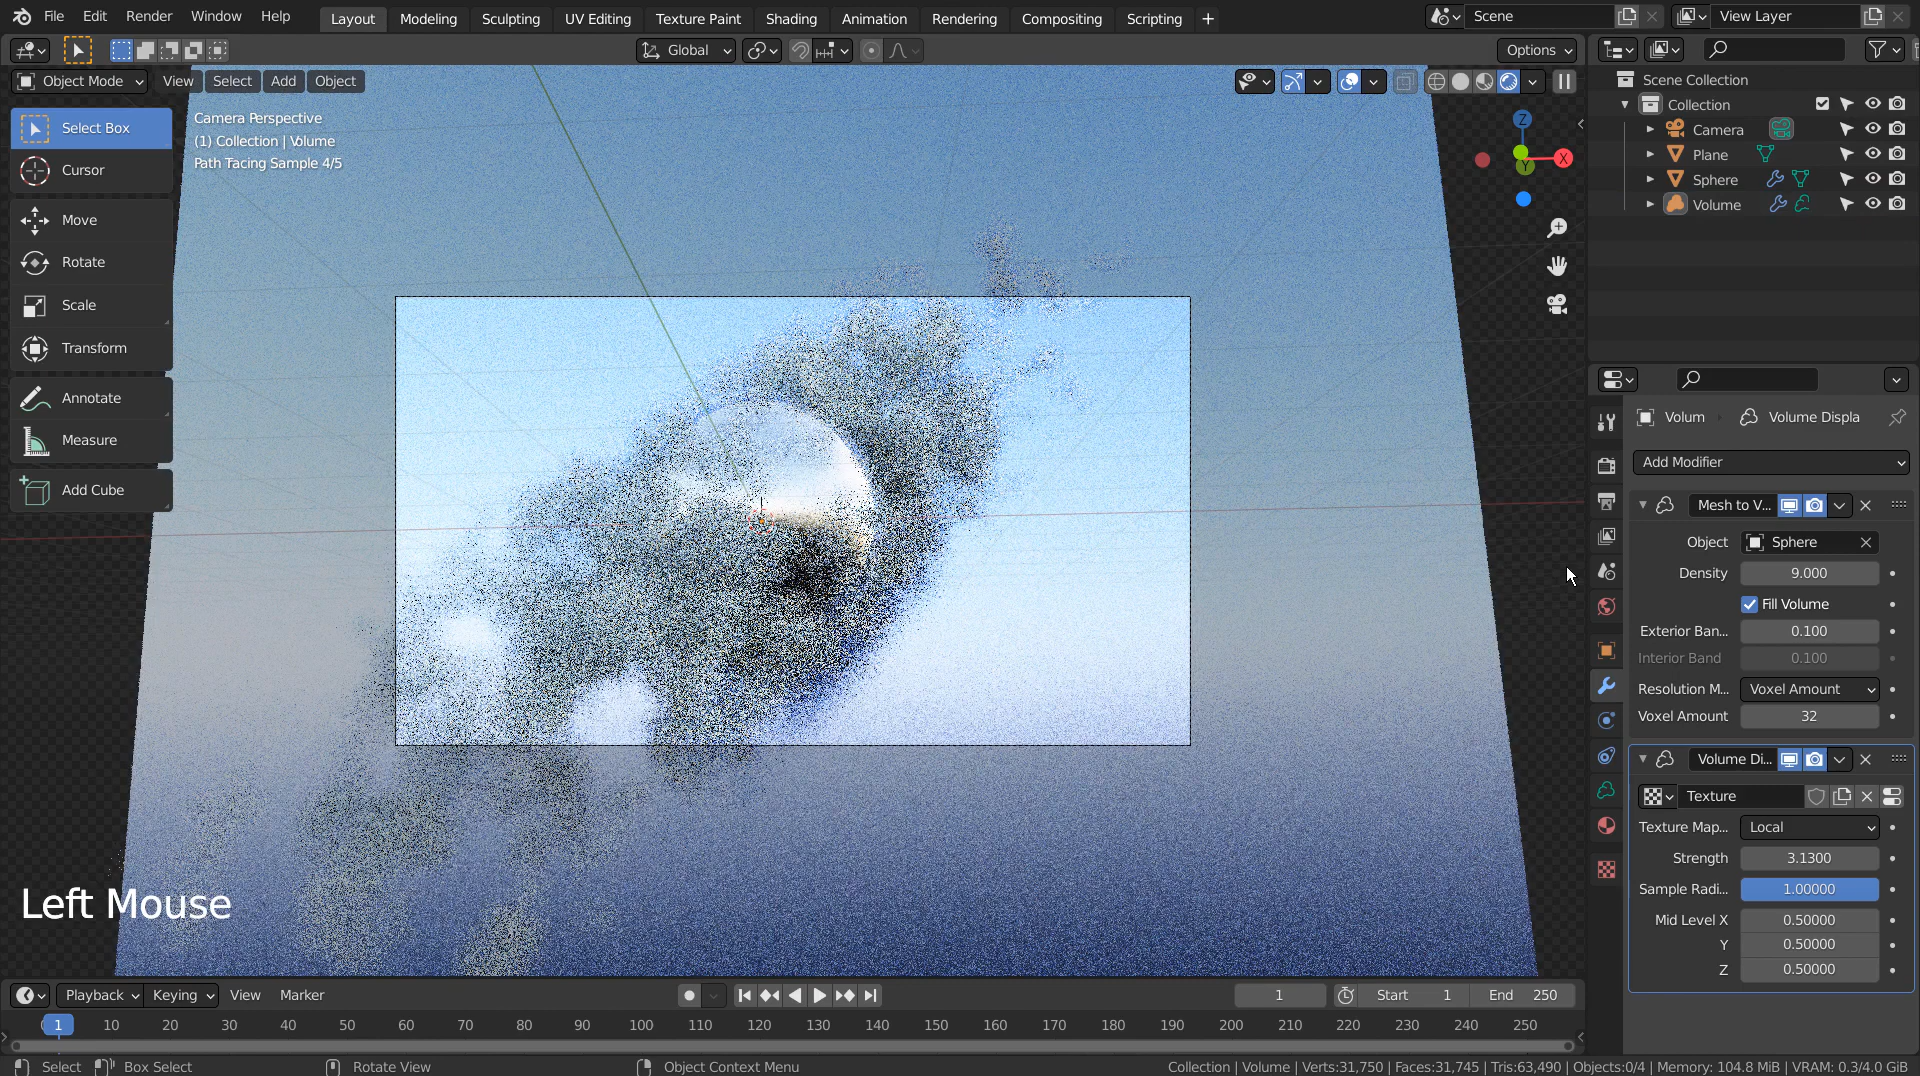 File Edit Render Window Help Layout Modeling Sculpting UV Editing Texture Paint Shading Animation Rendering Compositing Scripting + Scene View Layer
Global Options
Object Mode View Select Add Object
Scene Collection
Collection
Camera
Plane
Sphere
Volume
Select Box
Cursor
Move
Rotate
Scale
Transform
Annotate
Measure
Add Cube
Camera Perspective
(1) Collection | Volume
Path Tacing Sample 4/5
Z
X
Y
Volum Volume Displa
Add Modifier
Mesh to V...
Object Sphere
Density 9.000
Fill Volume
Exterior Ban... 0.100
Interior Band 0.100
Resolution M... Voxel Amount
Voxel Amount 32
Volume Di...
Texture
Texture Map... Local
Strength 3.1300
Sample Radi... 1.00000
Mid Level X 0.50000
Y 0.50000
Z 0.50000
Left Mouse
Playback Keying View Marker 1 Start 1 End 250
1 10 20 30 40 50 60 70 80 90 100 110 120 130 140 150 160 170 180 190 200 210 220 230 240 250
Select Box Select Rotate View Object Context Menu Collection | Volume | Verts:31,750 | Faces:31,745 | Tris:63,490 | Objects:0/4 | Memory: 104.8 MiB | VRAM: 0.3/4.0 GiB